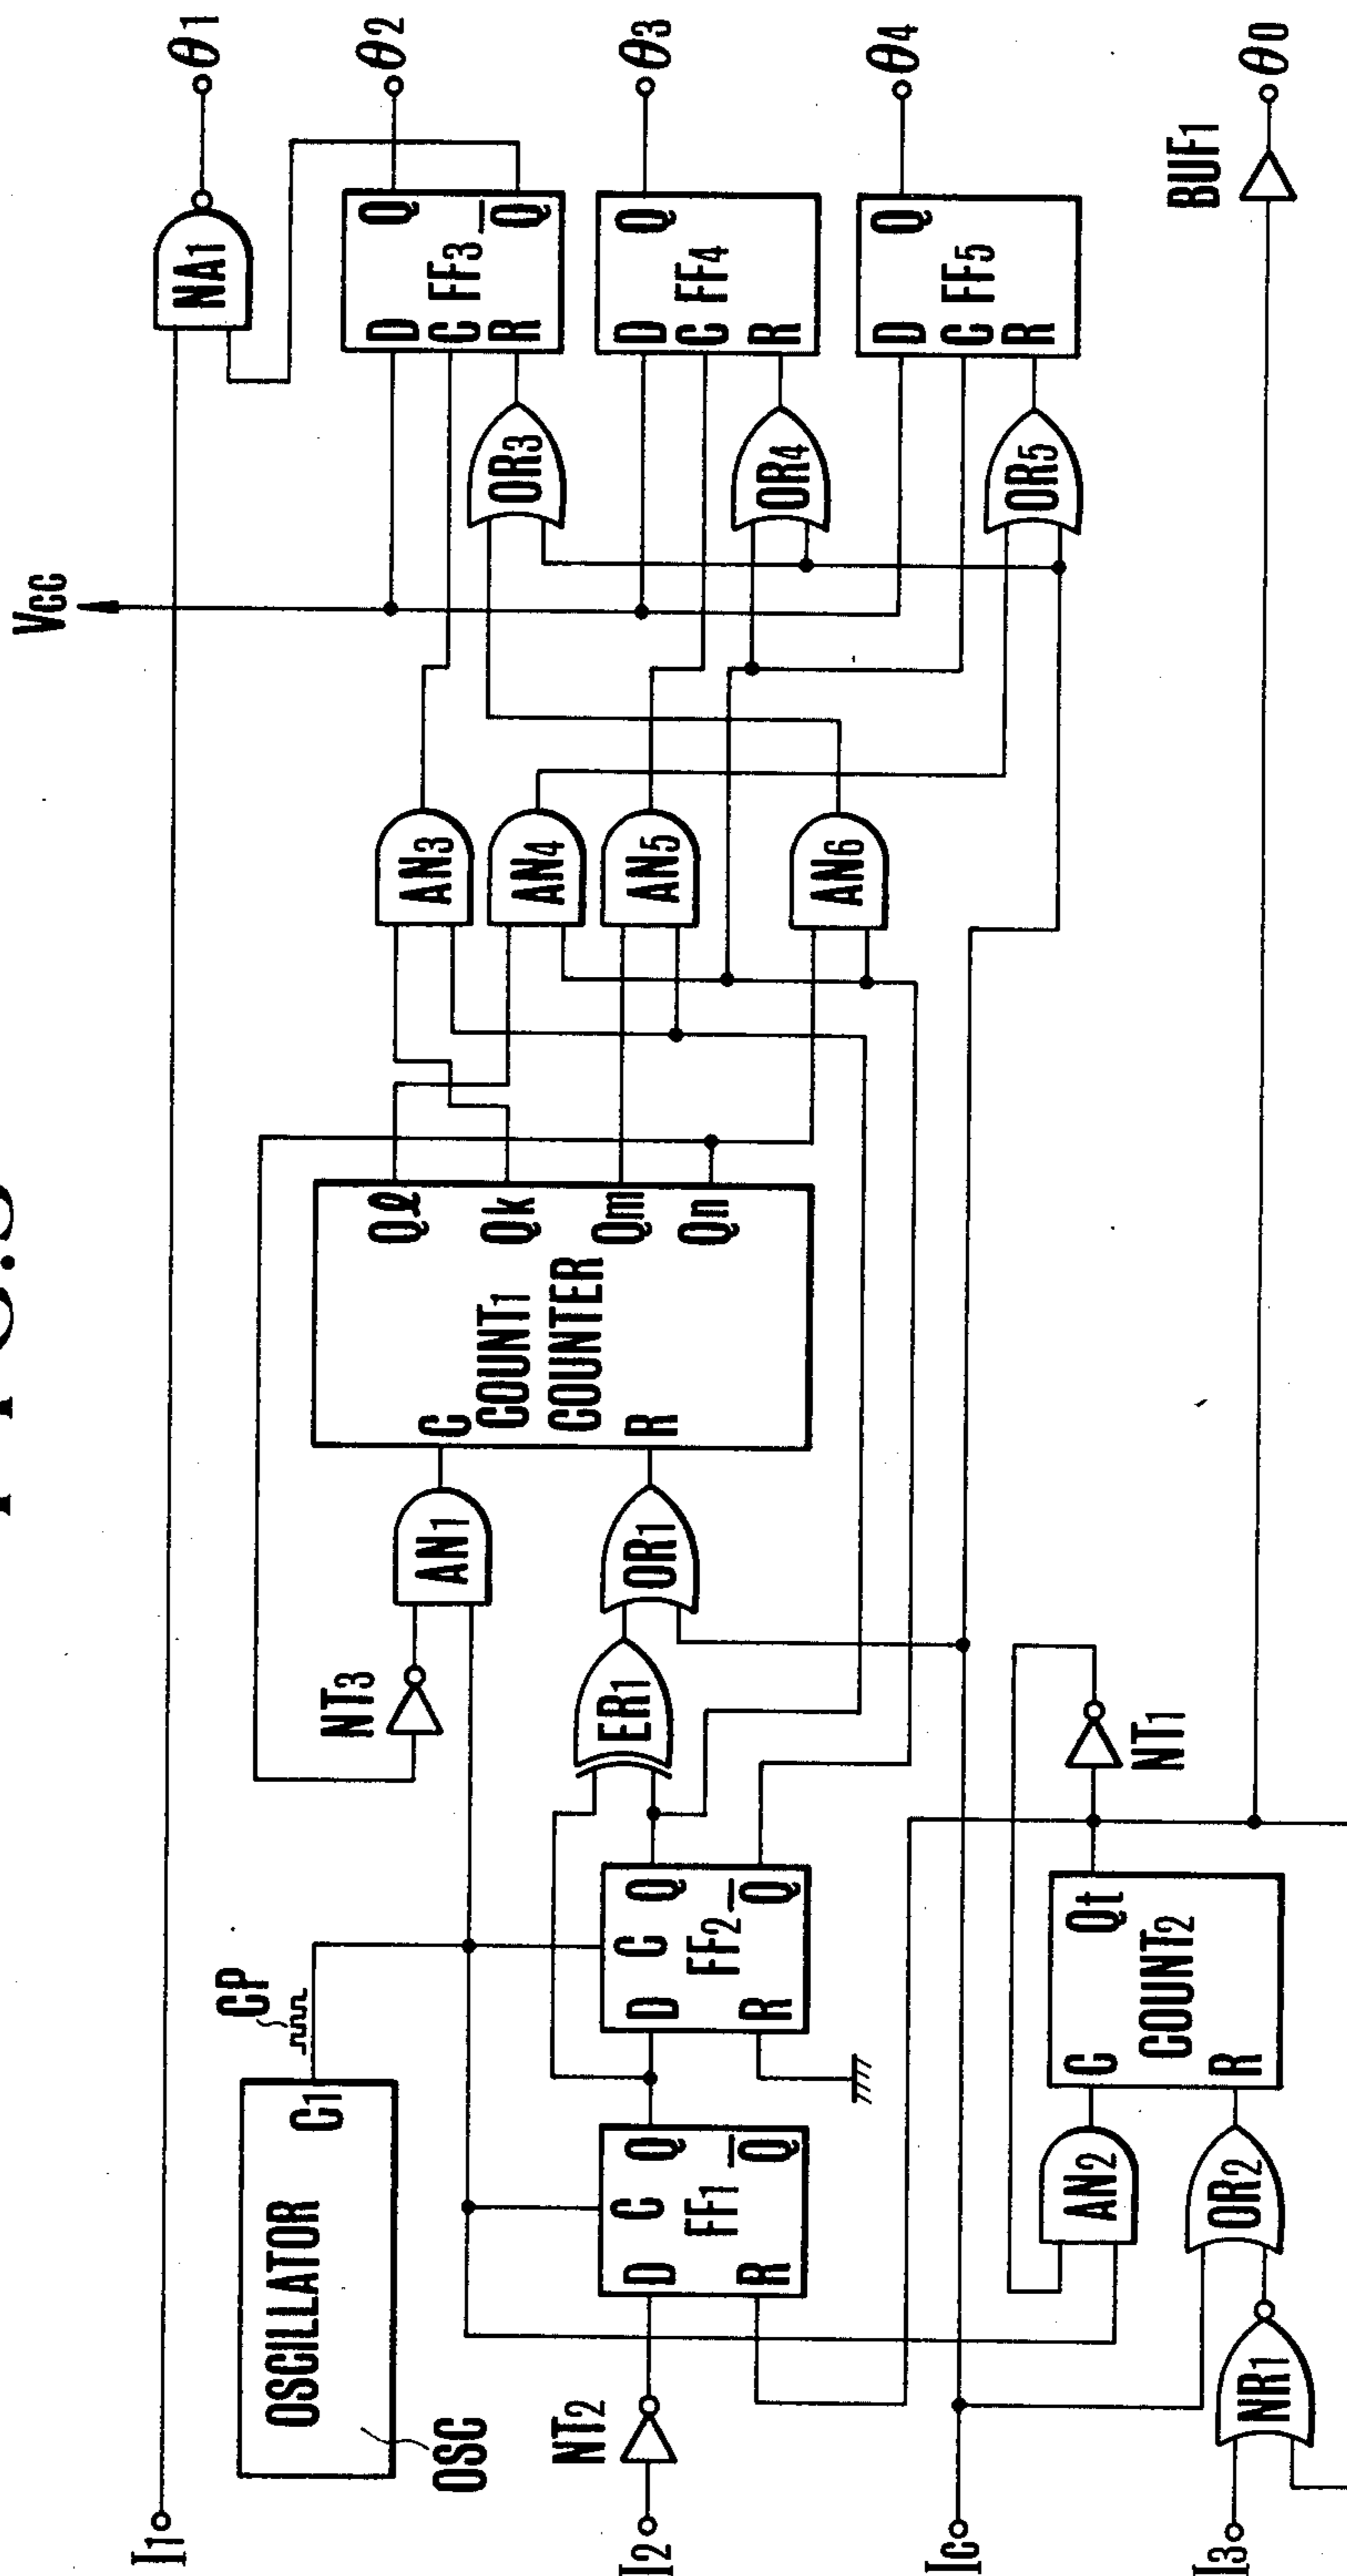 I1
I2
IC
I3
OSCILLATOR
C1
OSC
CP
NT2
D
C
Q
FF1
R
Q
D
C
Q
FF2
R
Q
NT3
AN1
ER1
OR1
C
R
COUNT1
COUNTER
Qℓ
Qk
Qm
Qn
NR1
OR2
AN2
C
R
COUNT2
Qt
NT1
AN3
AN4
AN5
AN6
VCC
OR3
OR4
OR5
NA1
D
C
R
FF3
Q
Q
D
C
R
FF4
Q
D
C
R
FF5
Q
BUF1
θ1
θ2
θ3
θ4
θ0